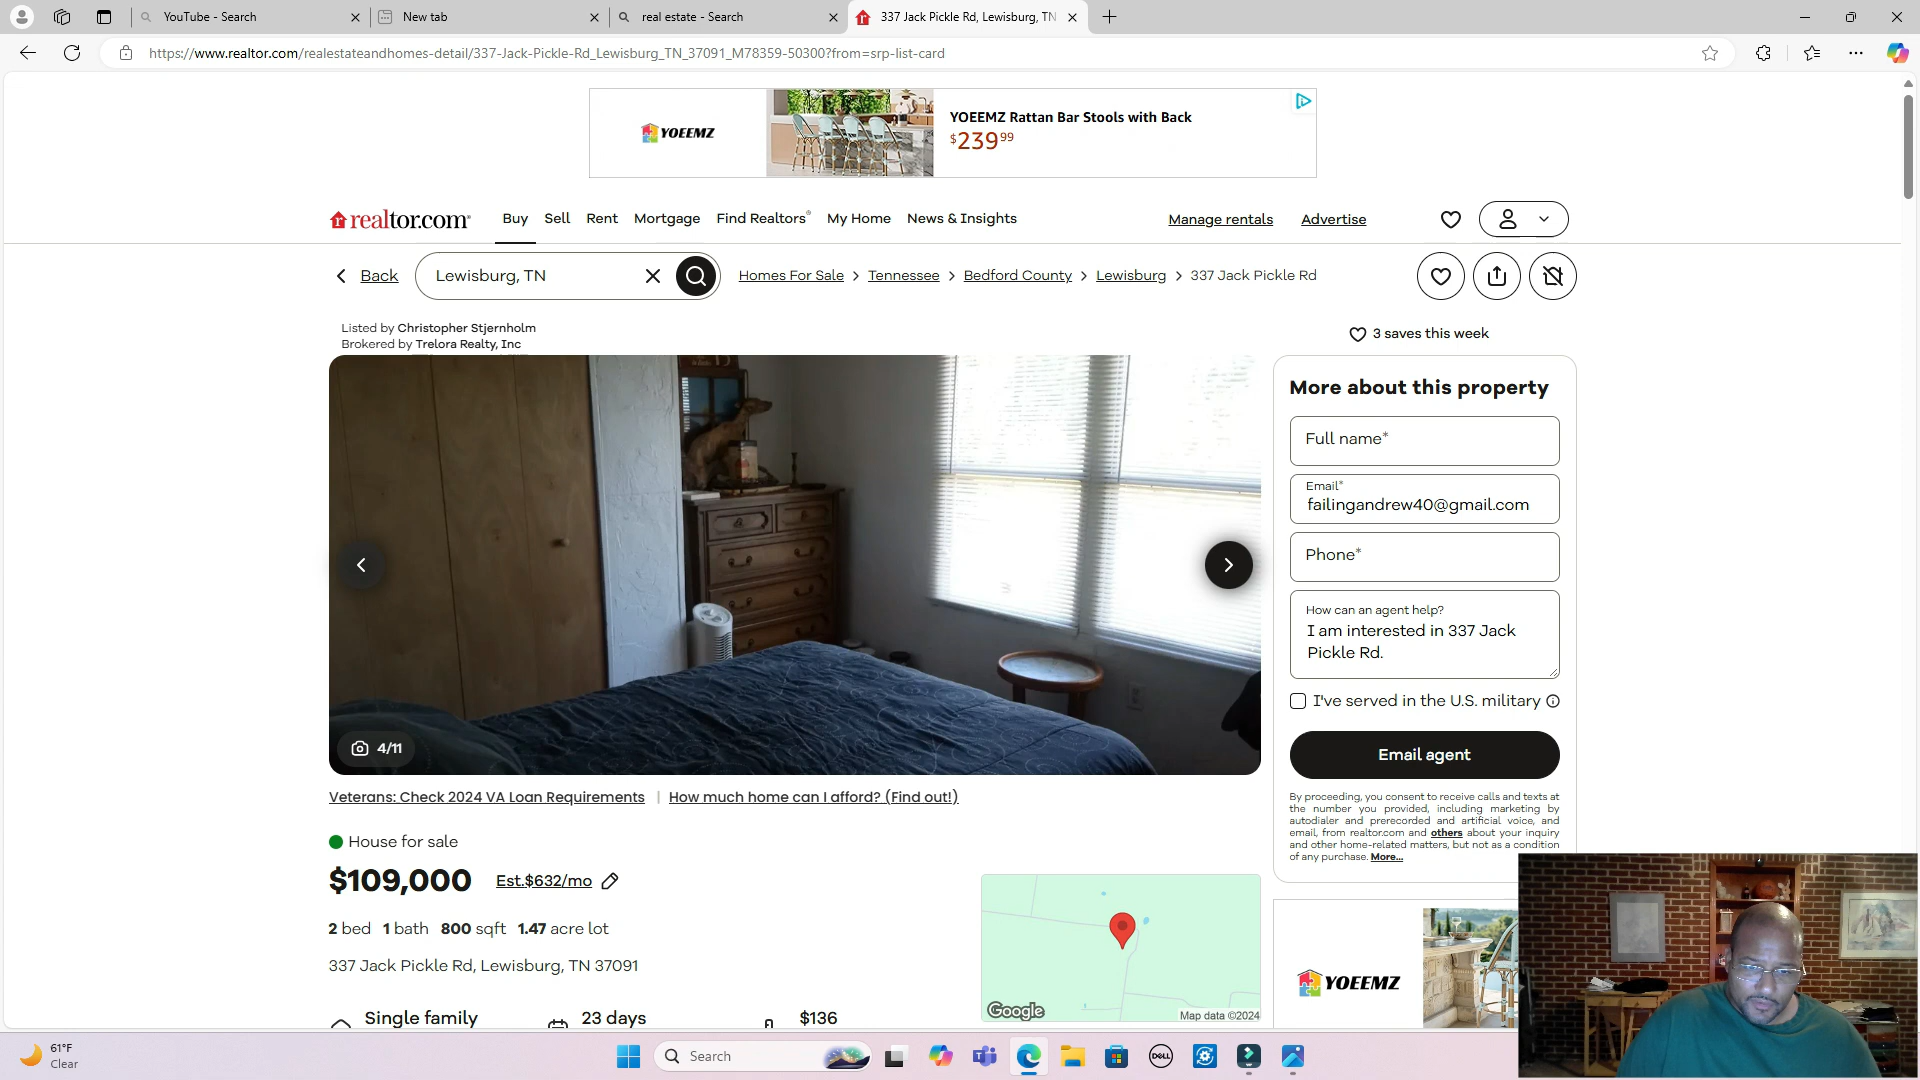 YouTube - Search
New tab
real estate - Search
337 Jack Pickle Rd, Lewisburg, TN
https://www.realtor.com/realestateandhomes-detail/337-Jack-Pickle-Rd_Lewisburg_TN_37091_M78359-50300?from=srp-list-card
YOEEMZ
YOEEMZ Rattan Bar Stools with Back
$239.99
realtor.com
Buy Sell Rent Mortgage Find Realtors® My Home News & Insights
Manage rentals Advertise
Back
Lewisburg, TN
Homes For Sale > Tennessee > Bedford County > Lewisburg > 337 Jack Pickle Rd
Listed by Christopher Stjernholm
Brokered by Trelora Realty, Inc
3 saves this week
4/11
More about this property
Full name*
Email*
failingandrew40@gmail.com
Phone*
How can an agent help?
I am interested in 337 Jack
Pickle Rd.
I've served in the U.S. military
Email agent
By proceeding, you consent to receive calls and texts at
the number you provided, including marketing by
autodialer and prerecorded and artificial voice, and
email, from realtor.com and others about your inquiry
and other home-related matters, but not as a condition
of any purchase. More...
Veterans: Check 2024 VA Loan Requirements | How much home can I afford? (Find out!)
House for sale
$109,000 Est.$632/mo
2 bed 1 bath 800 sqft 1.47 acre lot
337 Jack Pickle Rd, Lewisburg, TN 37091
Google
Map data ©2024
YOEEMZ
Single family
23 days
$136
61°F
Clear
Search
DELL